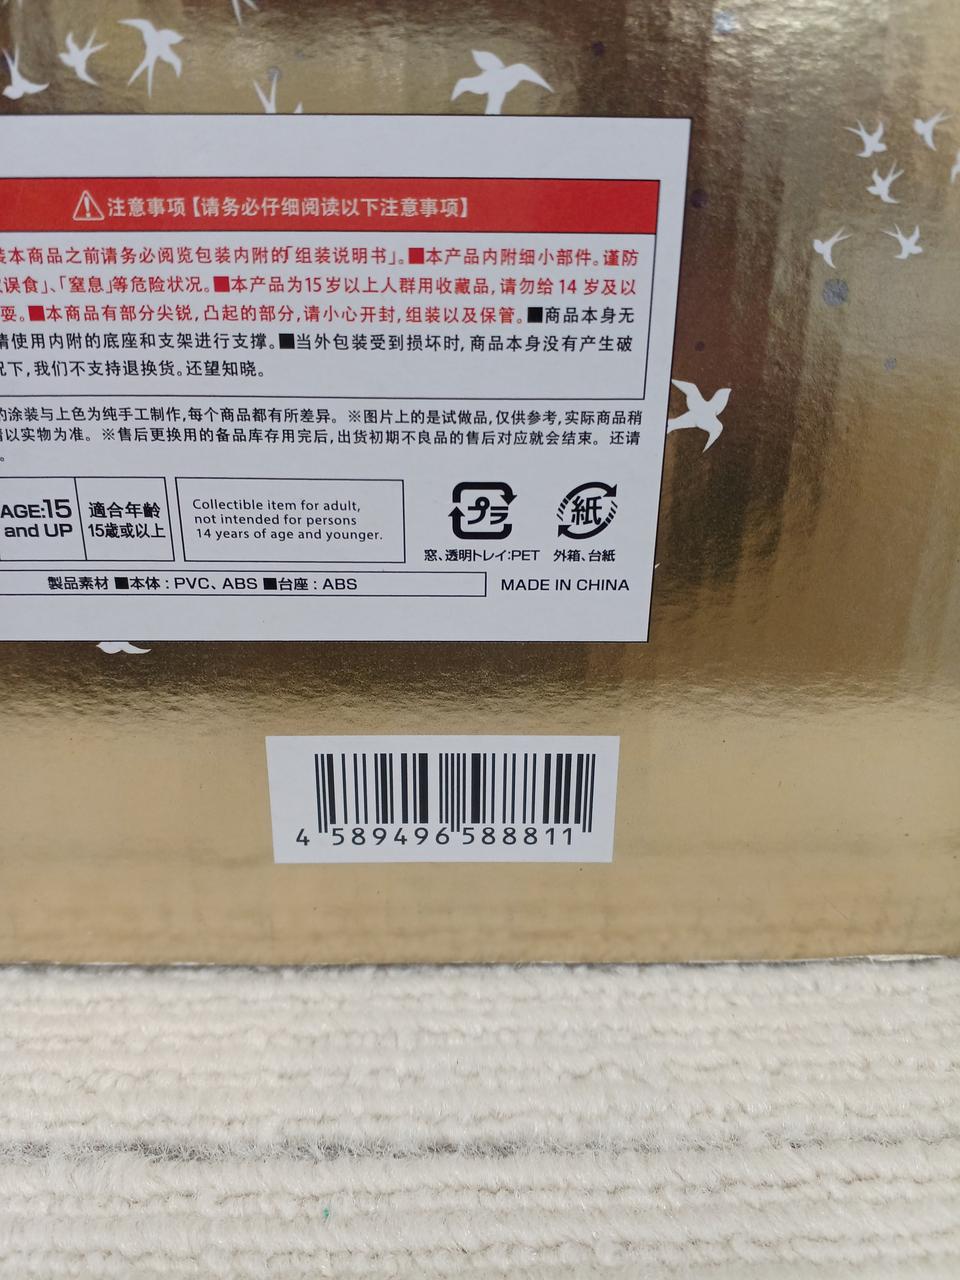 注意事项【请务必仔细阅读以下注意事项】
装本商品之前请务必阅览包装内附的「组装说明书」。■本产品内附细小部件。谨防
误食」、「窒息」等危险状况。■本产品为15岁以上人群用收藏品,请勿给 14 岁及以
耍。■本商品有部分尖锐,凸起的部分,请小心开封,组装以及保管。■商品本身无
请使用内附的底座和支架进行支撑。■当外包装受到损坏时,商品本身没有产生破
况下,我们不支持退换货。还望知晓。
的涂装与上色为纯手工制作,每个商品都有所差异。※图片上的是试做品,仅供参考,实际商品稍
请以实物为准。※售后更换用的备品库存用完后,出货初期不良品的售后对应就会结束。还请
。
AGE:15
and UP
適合年齢
15歳或以上
Collectible item for adult,
not intended for persons
14 years of age and younger.
プラ
窓、透明トレイ:PET
紙
外箱、台紙
製品素材 ■本体 : PVC、ABS ■台座 : ABS
MADE IN CHINA
4 589496 588811